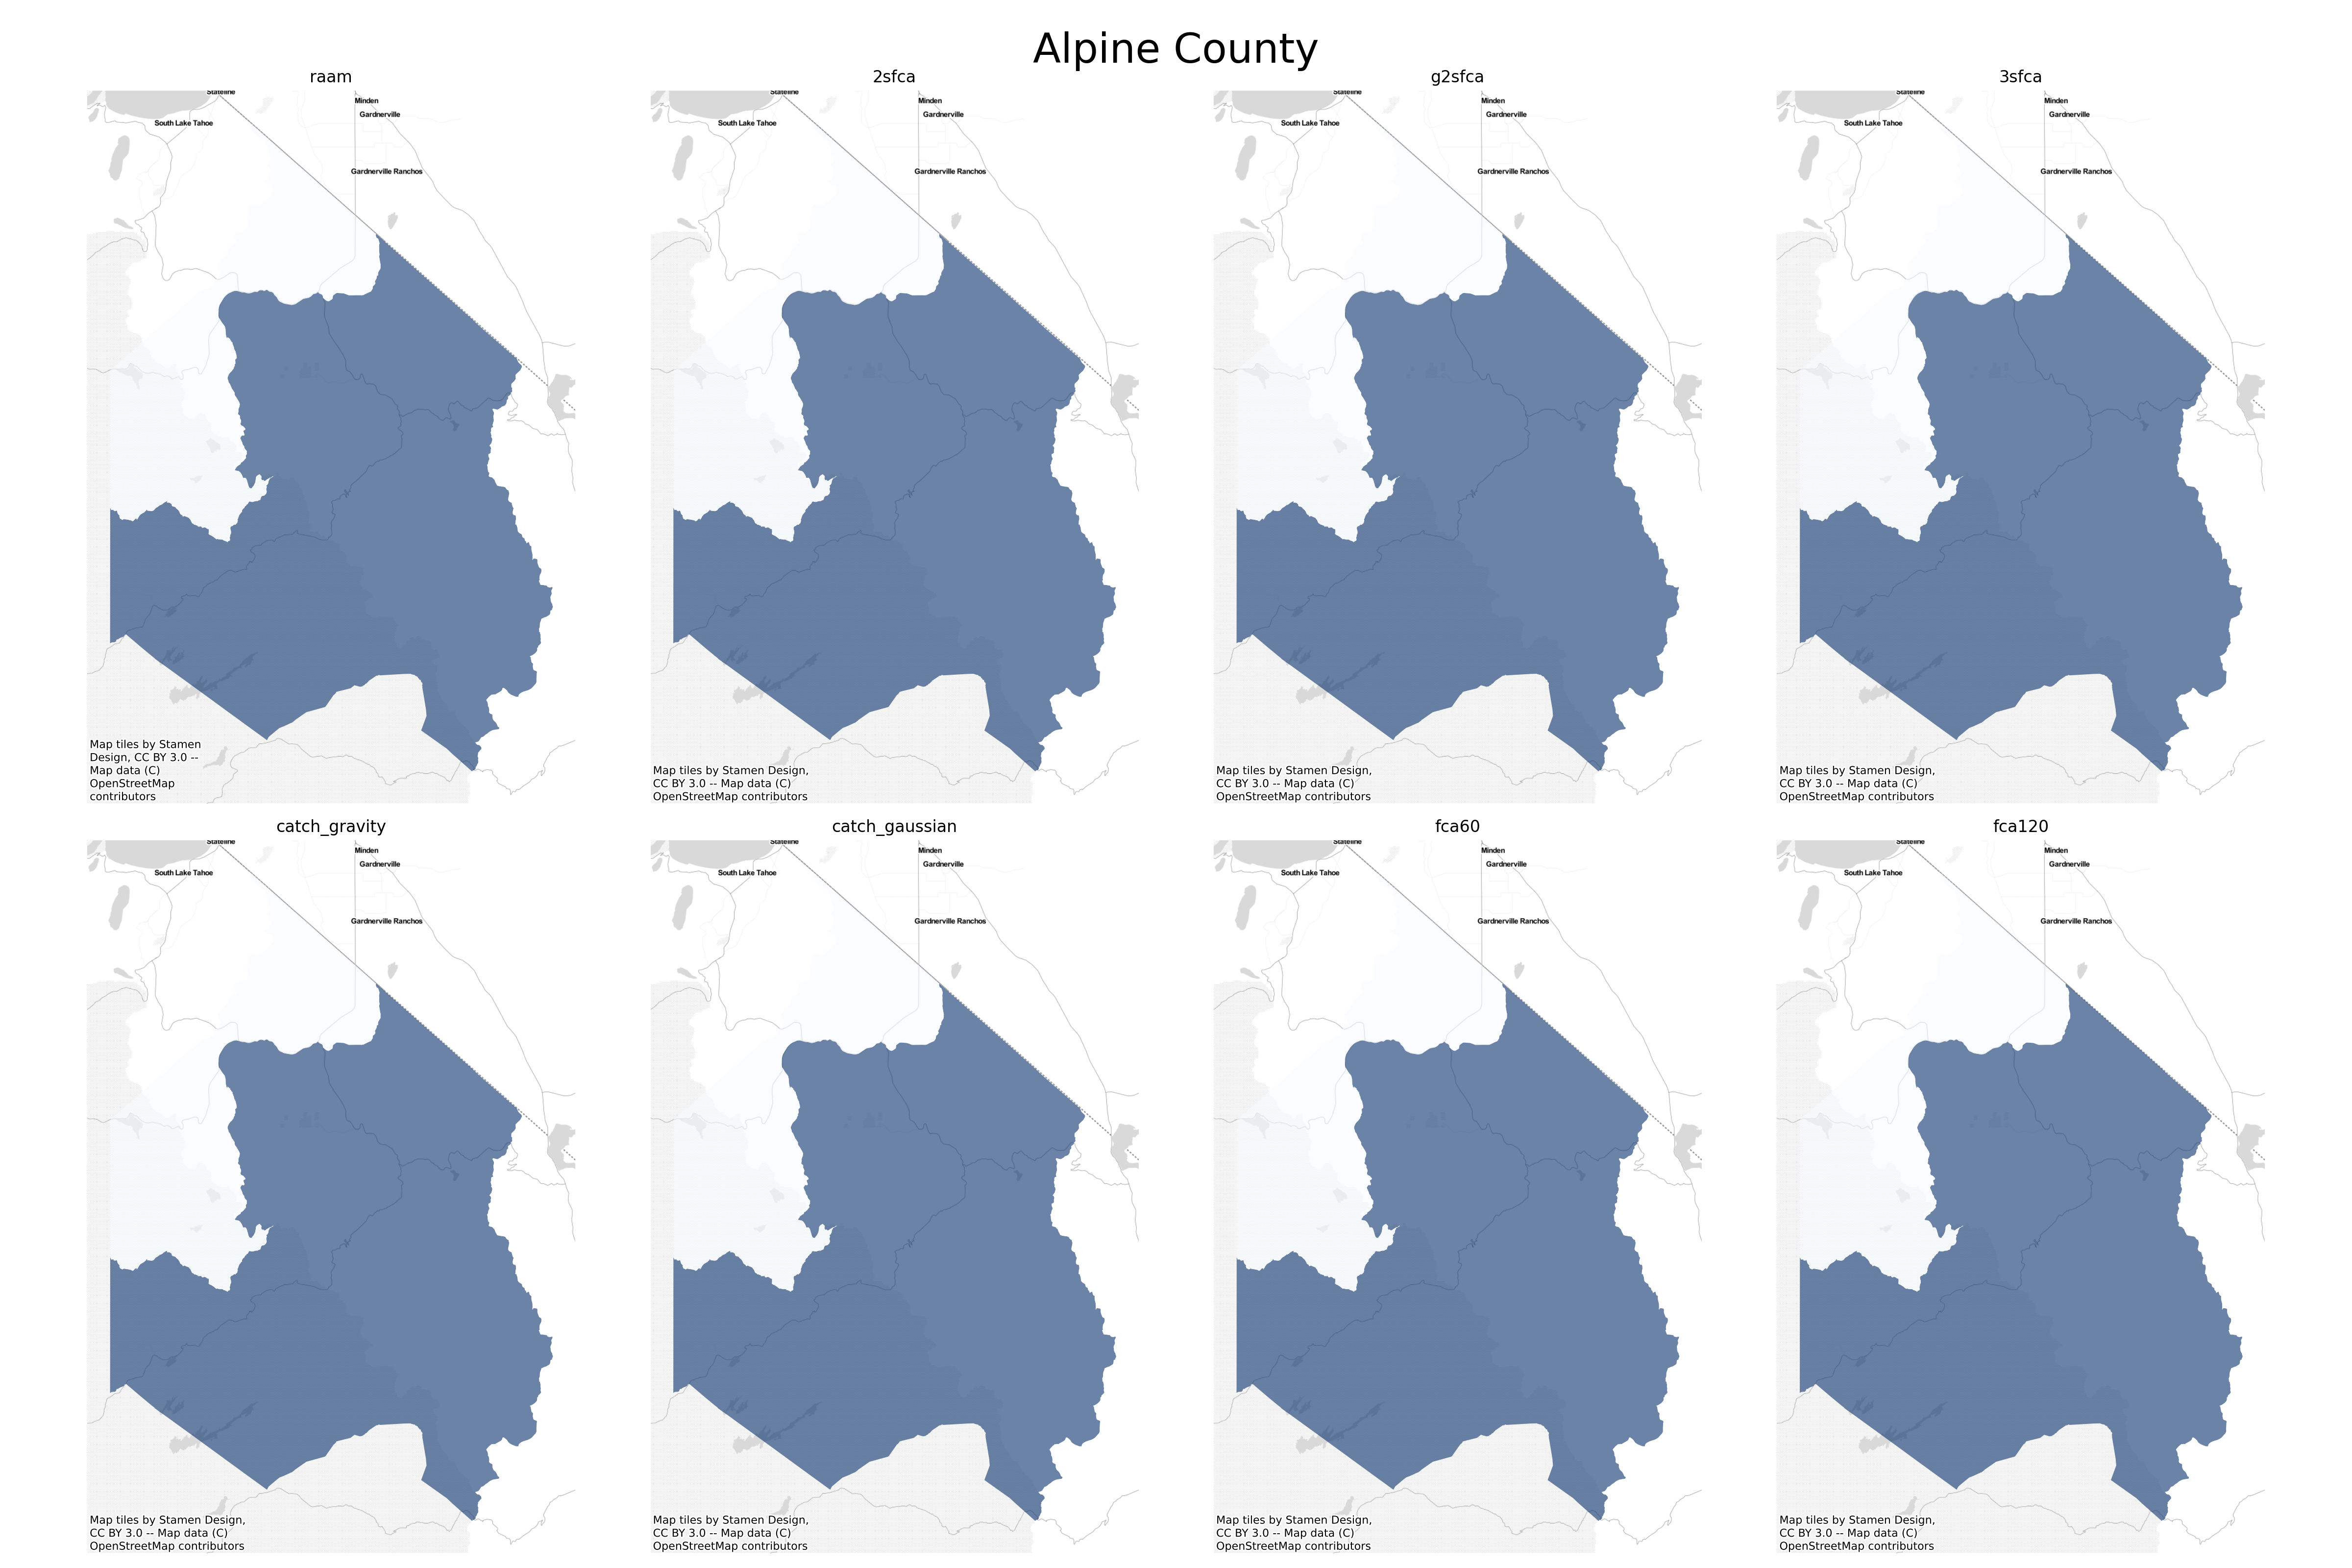 Alpine County
raam
2sfca
g2sfca
3sfca
Stateline
Minden
Gardnerville
South Lake Tahoe
Gardnerville Ranchos
Map tiles by Stamen
Design, CC BY 3.0 --
Map data (C)
OpenStreetMap
contributors
Stateline
Minden
Gardnerville
South Lake Tahoe
Gardnerville Ranchos
Map tiles by Stamen Design,
CC BY 3.0 -- Map data (C)
OpenStreetMap contributors
Stateline
Minden
Gardnerville
South Lake Tahoe
Gardnerville Ranchos
Map tiles by Stamen Design,
CC BY 3.0 -- Map data (C)
OpenStreetMap contributors
Stateline
Minden
Gardnerville
South Lake Tahoe
Gardnerville Ranchos
Map tiles by Stamen Design,
CC BY 3.0 -- Map data (C)
OpenStreetMap contributors
catch_gravity
catch_gaussian
fca60
fca120
Stateline
Minden
Gardnerville
South Lake Tahoe
Gardnerville Ranchos
Map tiles by Stamen Design,
CC BY 3.0 -- Map data (C)
OpenStreetMap contributors
Stateline
Minden
Gardnerville
South Lake Tahoe
Gardnerville Ranchos
Map tiles by Stamen Design,
CC BY 3.0 -- Map data (C)
OpenStreetMap contributors
Stateline
Minden
Gardnerville
South Lake Tahoe
Gardnerville Ranchos
Map tiles by Stamen Design,
CC BY 3.0 -- Map data (C)
OpenStreetMap contributors
Stateline
Minden
Gardnerville
South Lake Tahoe
Gardnerville Ranchos
Map tiles by Stamen Design,
CC BY 3.0 -- Map data (C)
OpenStreetMap contributors